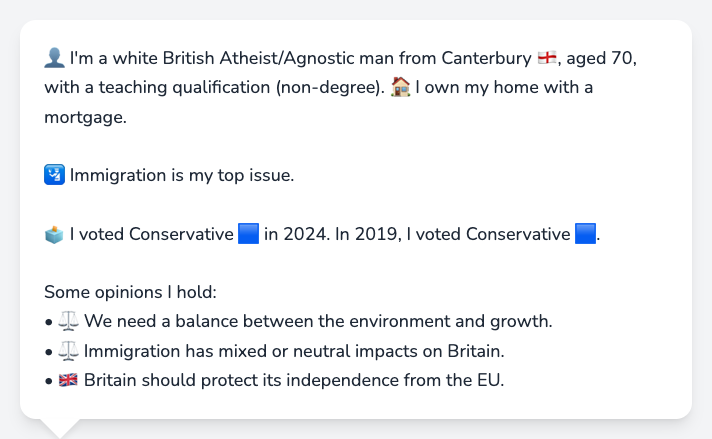 👤 I'm a white British Atheist/Agnostic man from Canterbury 🏴󠁧󠁢󠁥󠁮󠁧󠁿, aged 70,
with a teaching qualification (non-degree). 🏠 I own my home with a
mortgage.
🛂 Immigration is my top issue.
🗳️ I voted Conservative 🟦 in 2024. In 2019, I voted Conservative 🟦.
Some opinions I hold:
• ⚖️ We need a balance between the environment and growth.
• ⚖️ Immigration has mixed or neutral impacts on Britain.
• 🇬🇧 Britain should protect its independence from the EU.